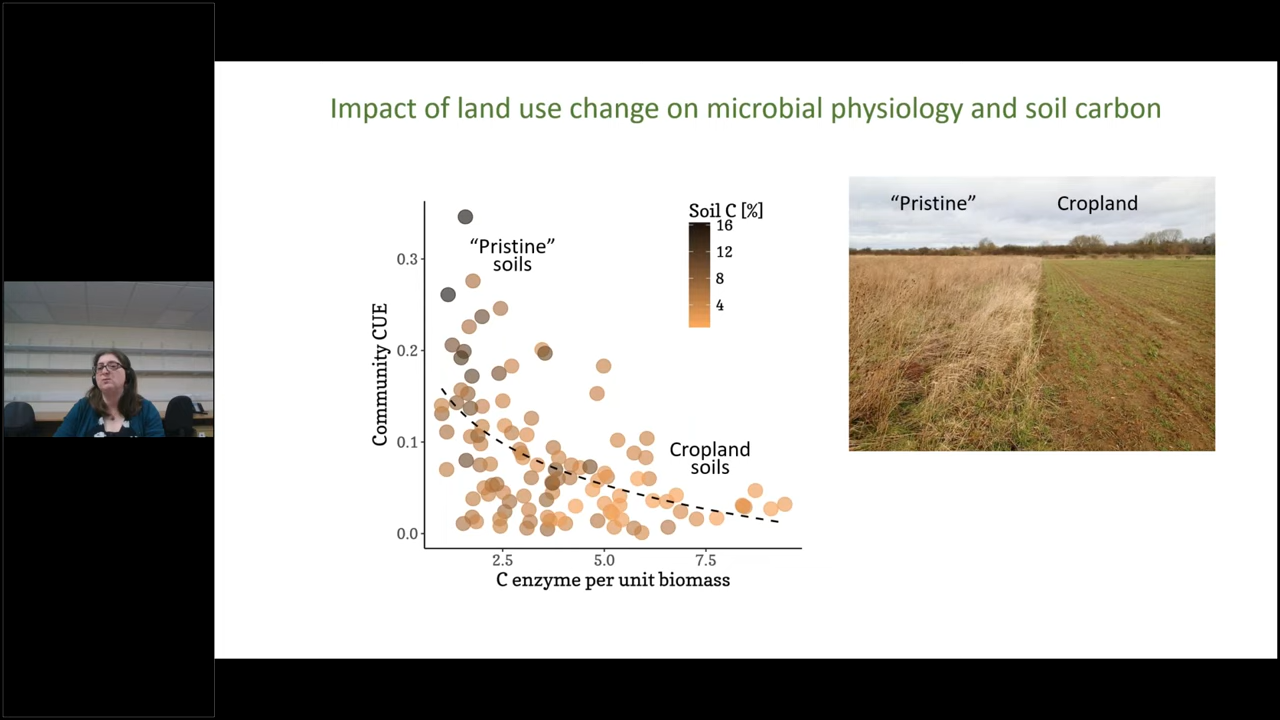 Impact of land use change on microbial physiology and soil carbon
Community CUE
0.3
0.2
0.1
0.0
"Pristine"
soils
Soil C [%]
16
12
8
4
Cropland
soils
2.5 5.0 7.5
C enzyme per unit biomass
"Pristine" Cropland